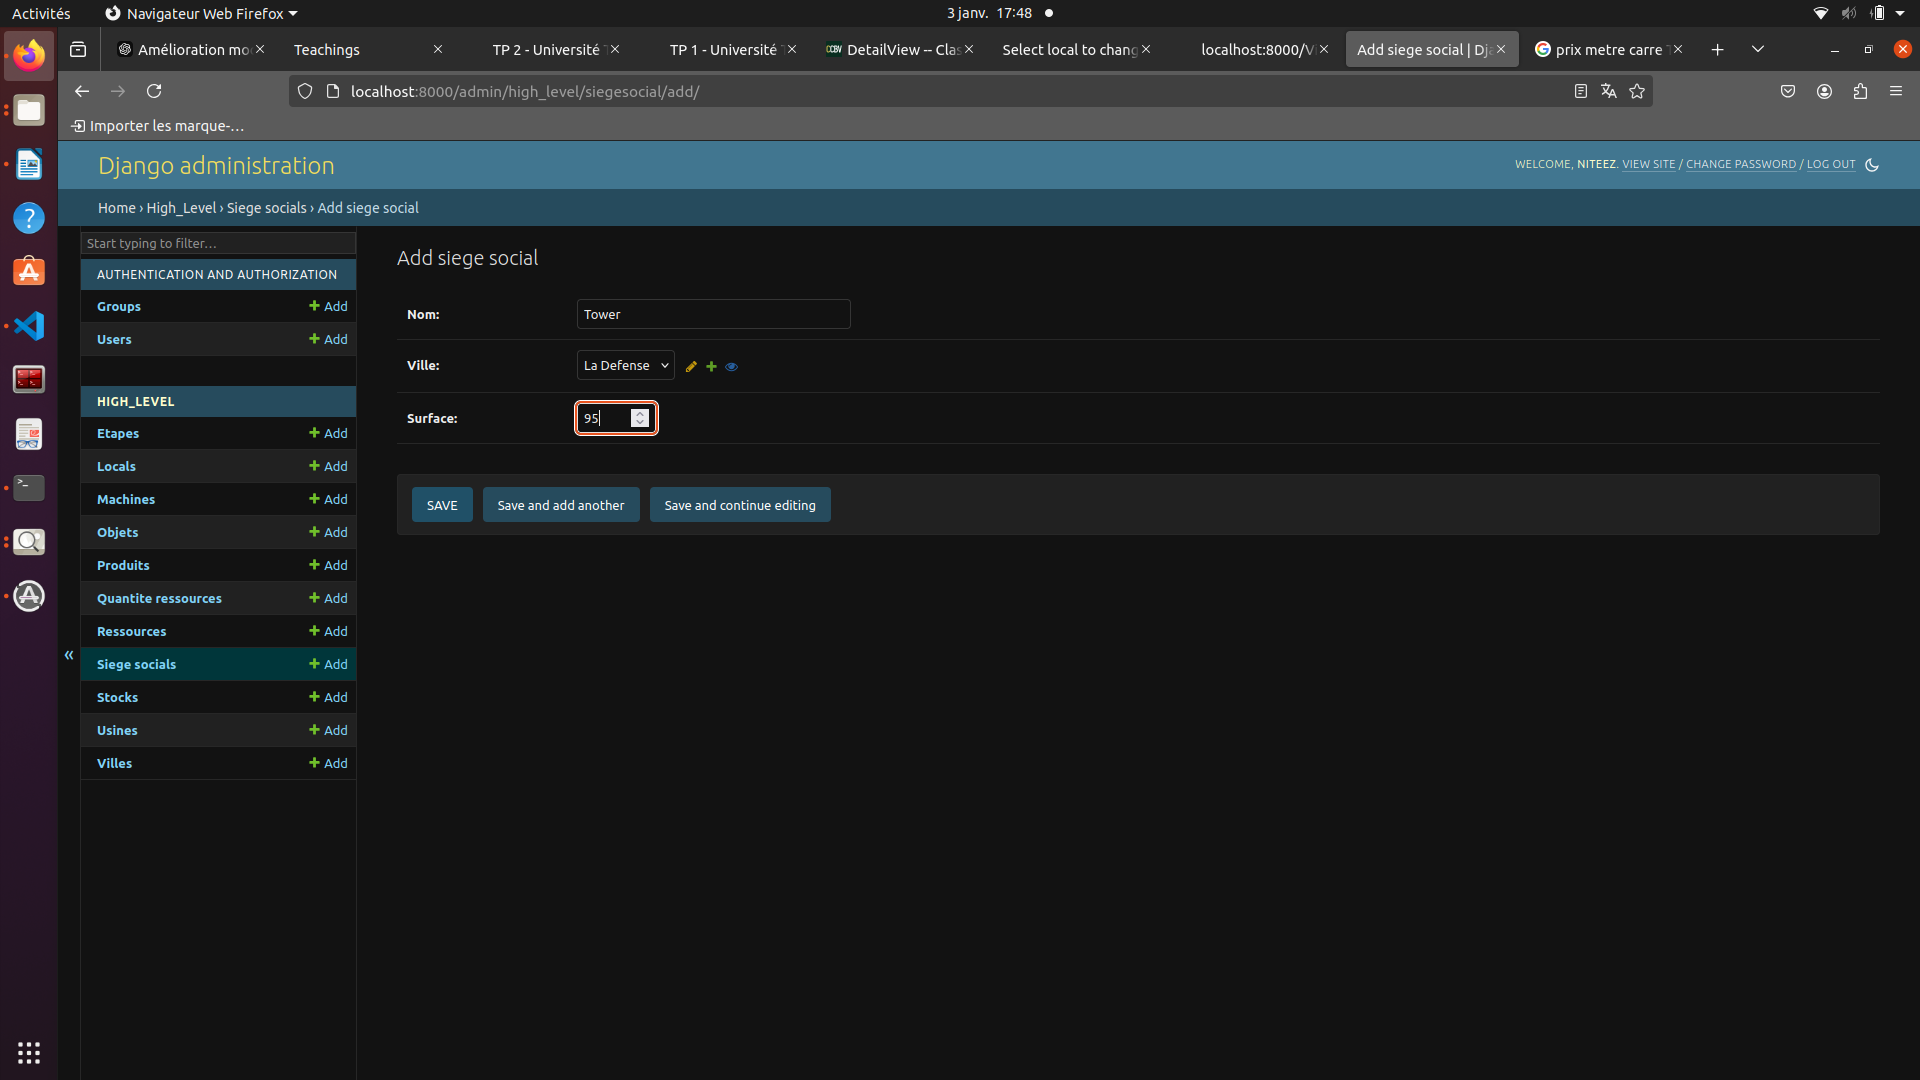 Activités
Navigateur Web Firefox
3 janv. 17:48
Amélioration mo
Teachings
TP 2 - Université
TP 1 - Université
CCBV
DetailView -- Clas
Select local to chang
localhost:8000/V
Add siege social | Dja
prix metre carre
localhost:8000/admin/high_level/siegesocial/add/
Importer les marque-…
Django administration
WELCOME, NITEEZ. VIEW SITE / CHANGE PASSWORD / LOG OUT
Home › High_Level › Siege socials › Add siege social
Start typing to filter…
AUTHENTICATION AND AUTHORIZATION
Groups Add
Users Add
HIGH_LEVEL
Etapes Add
Locals Add
Machines Add
Objets Add
Produits Add
Quantite ressources Add
Ressources Add
Siege socials Add
Stocks Add
Usines Add
Villes Add
«
Add siege social
Nom: Tower
Ville: La Defense
Surface: 95
SAVE
Save and add another
Save and continue editing